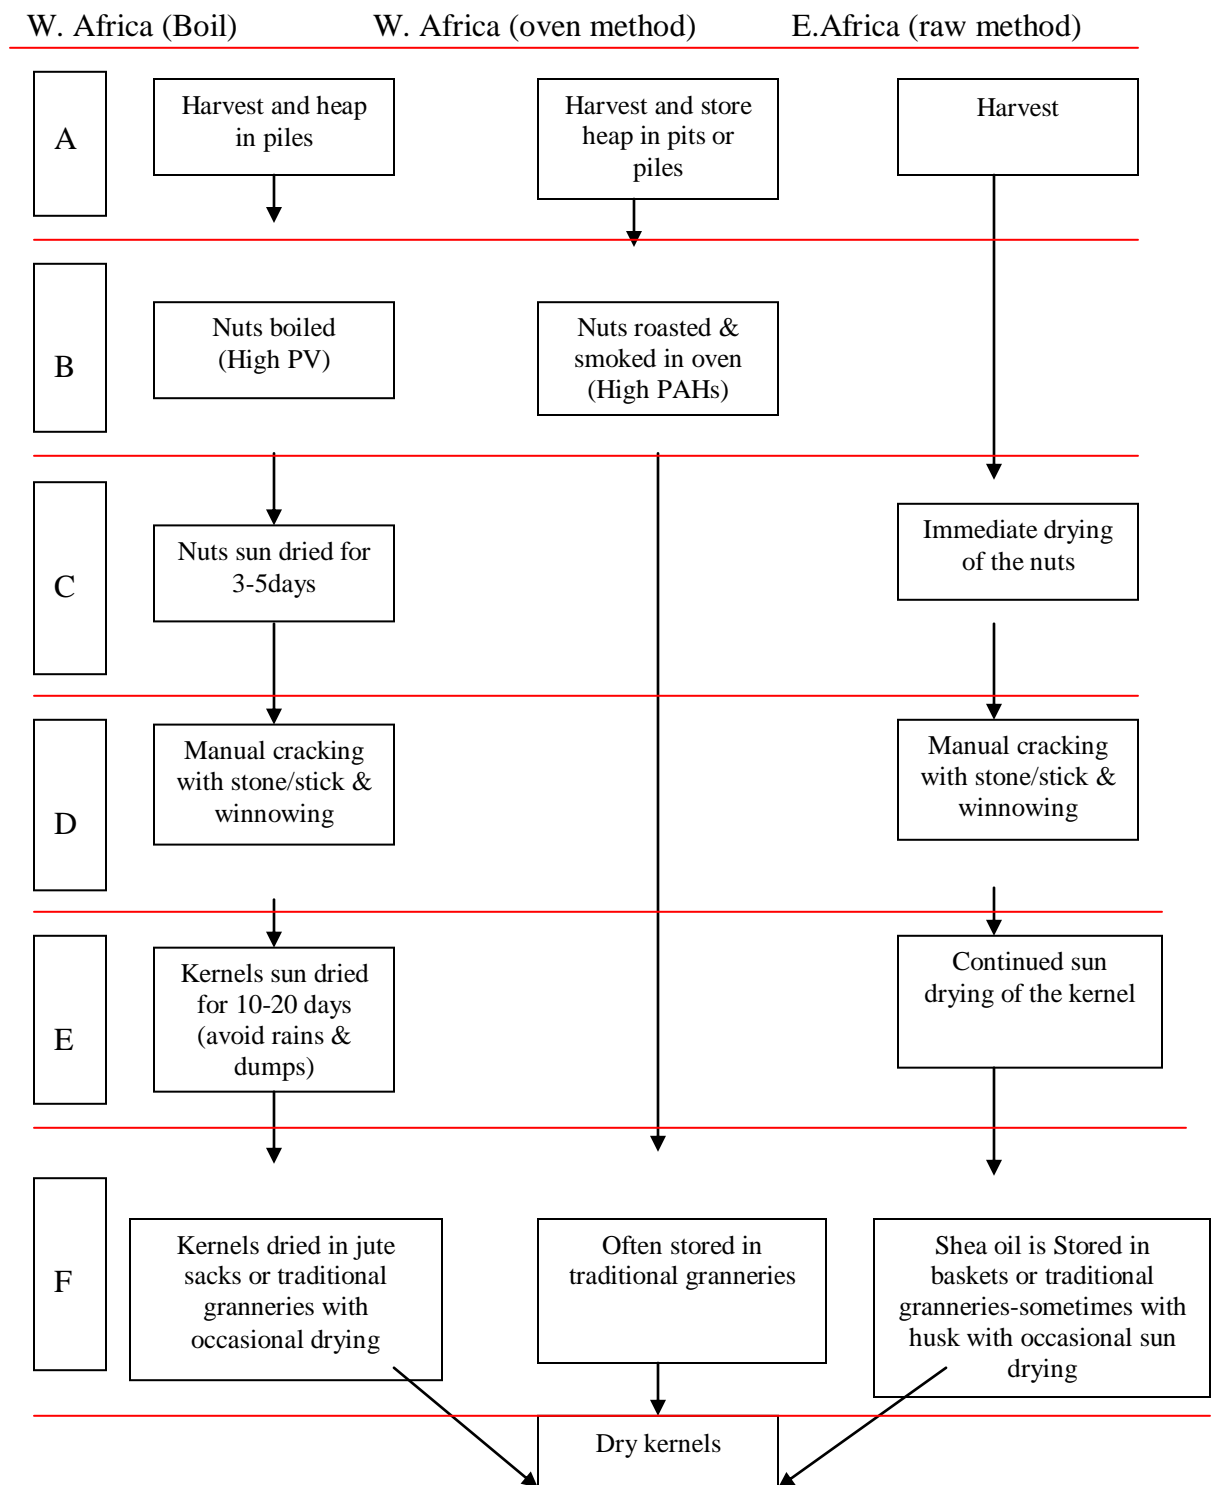 W. Africa (Boil) W. Africa (oven method) E.Africa (raw method)
A
Harvest and heap
in piles
Harvest and store
heap in pits or
piles
Harvest
B
Nuts boiled
(High PV)
Nuts roasted &
smoked in oven
(High PAHs)
C
Nuts sun dried for
3-5days
Immediate drying
of the nuts
D
Manual cracking
with stone/stick &
winnowing
Manual cracking
with stone/stick &
winnowing
E
Kernels sun dried
for 10-20 days
(avoid rains &
dumps)
Continued sun
drying of the kernel
F
Kernels dried in jute
sacks or traditional
granneries with
occasional drying
Often stored in
traditional granneries
Shea oil is Stored in
baskets or traditional
granneries-sometimes with
husk with occasional sun
drying
Dry kernels